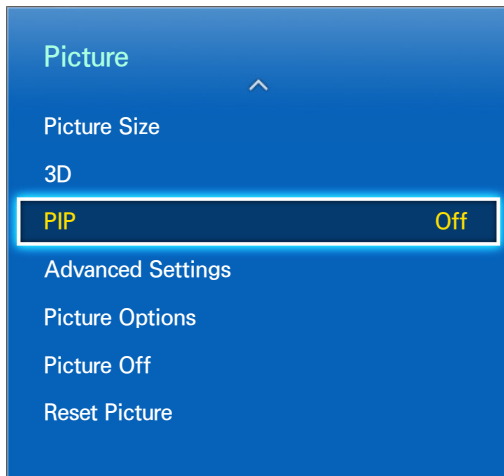 Picture
Picture Size
3D
PIP Off
Advanced Settings
Picture Options
Picture Off
Reset Picture